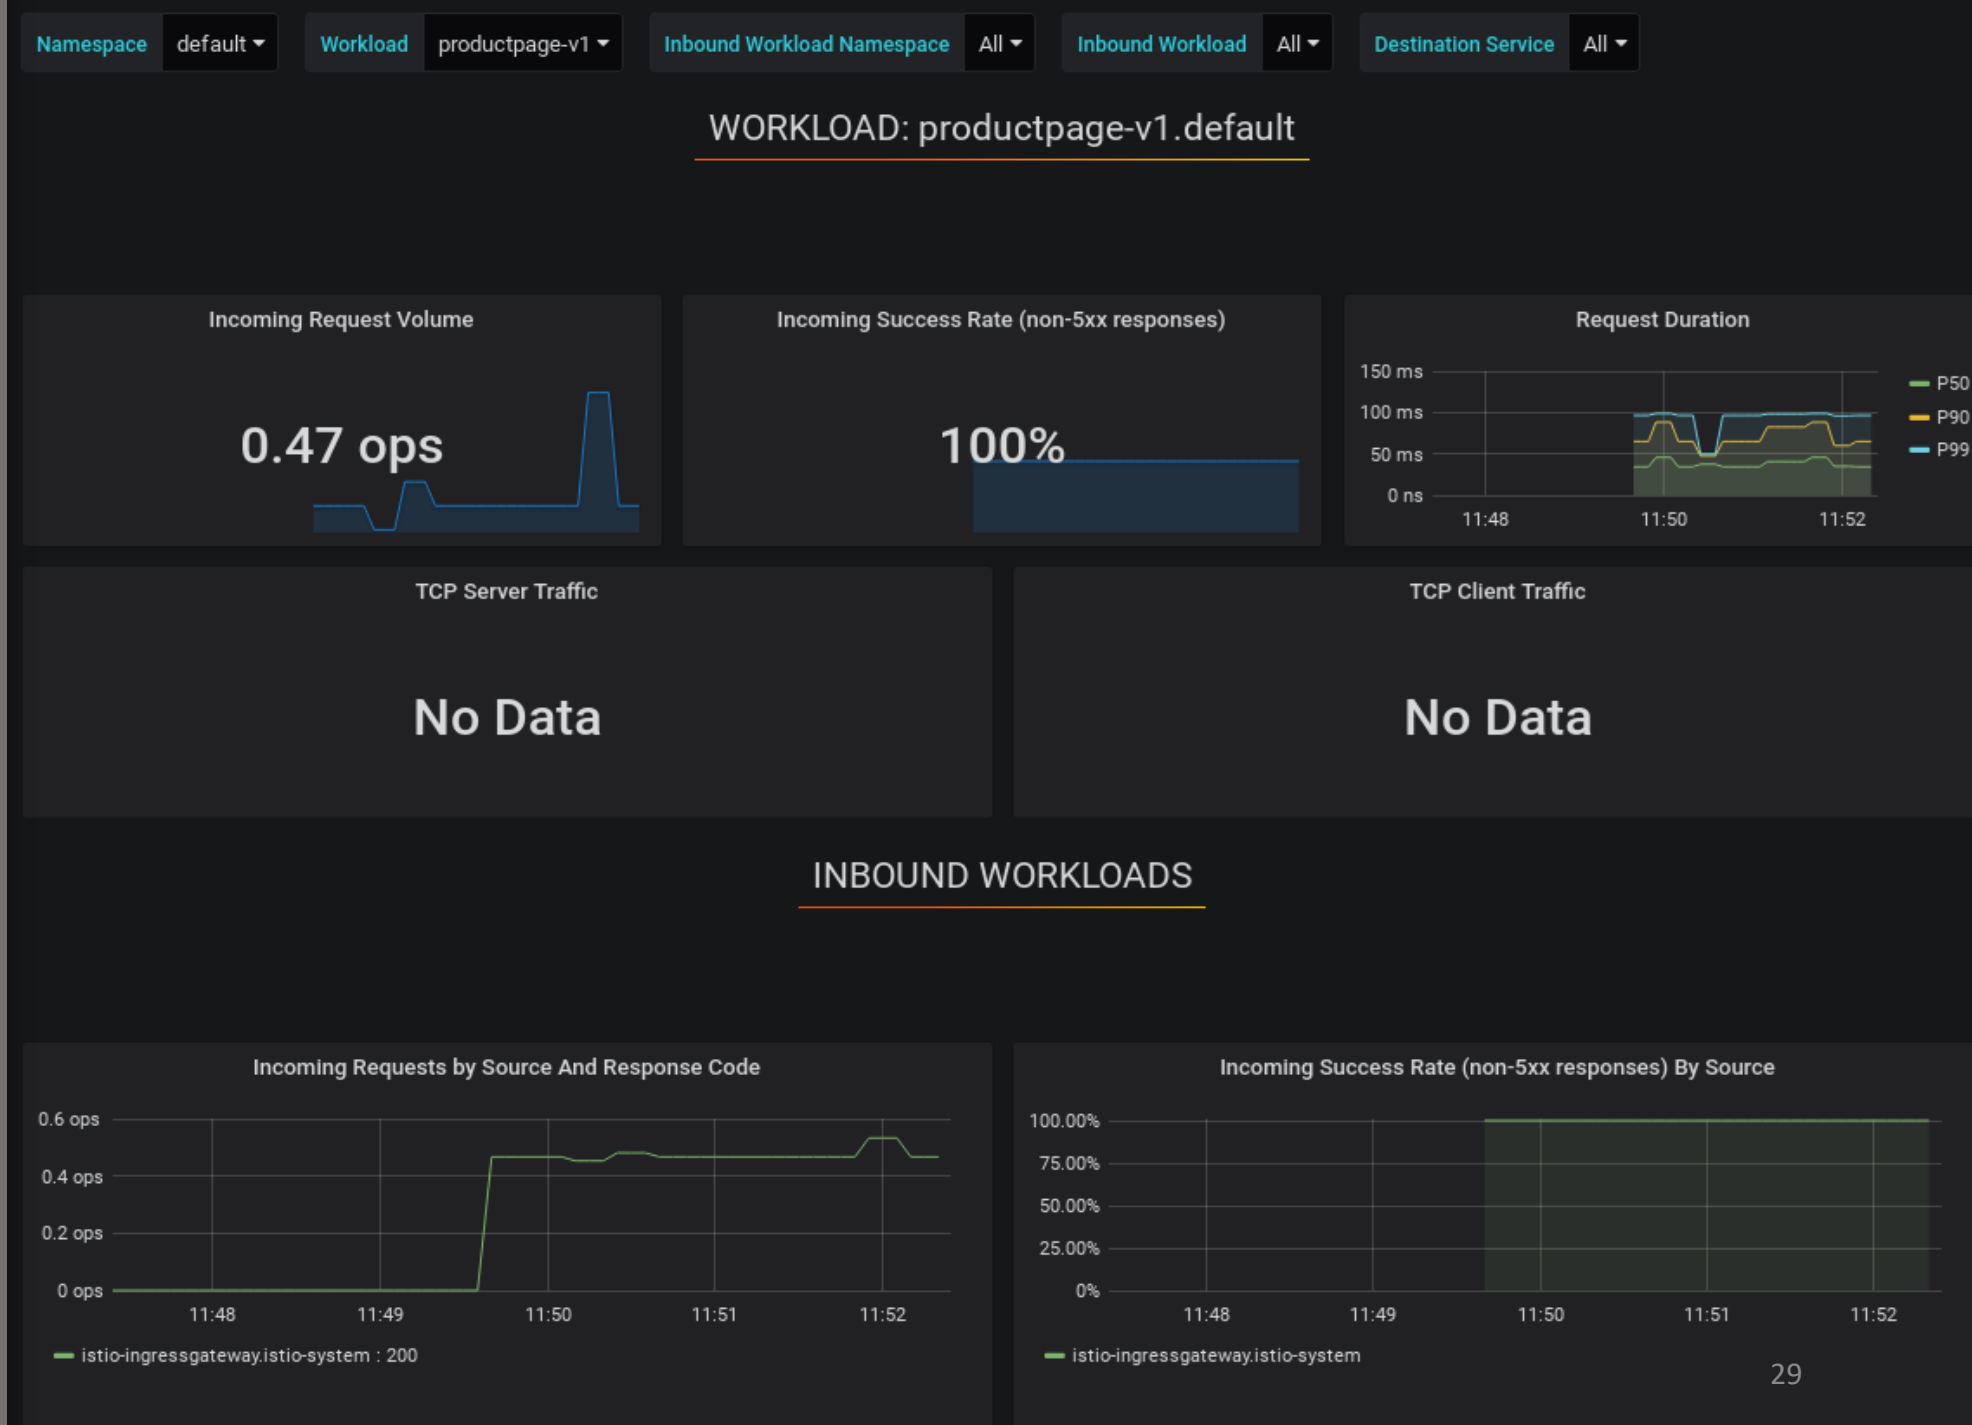 Namespace default Workload productpage-v1 Inbound Workload Namespace All Inbound Workload All Destination Service All
WORKLOAD: productpage-v1.default
Incoming Request Volume
0.47 ops
Incoming Success Rate (non-5xx responses)
100%
Request Duration
150 ms
100 ms
50 ms
0 ns
11:48 11:50 11:52
P50
P90
P99
TCP Server Traffic
No Data
TCP Client Traffic
No Data
INBOUND WORKLOADS
Incoming Requests by Source And Response Code
0.6 ops
0.4 ops
0.2 ops
0 ops
11:48 11:49 11:50 11:51 11:52
istio-ingressgateway.istio-system : 200
Incoming Success Rate (non-5xx responses) By Source
100.00%
75.00%
50.00%
25.00%
0%
11:48 11:49 11:50 11:51 11:52
istio-ingressgateway.istio-system
29